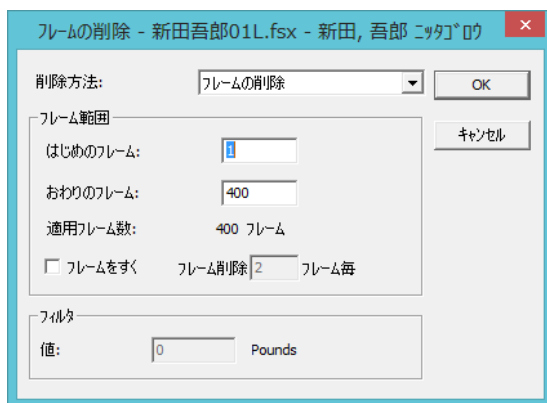 フレームの削除 - 新田吾郎01L.fsx - 新田, 吾郎 ニッタゴロウ
削除方法: フレームの削除 OK
フレーム範囲 キャンセル
はじめのフレーム: 1
おわりのフレーム: 400
適用フレーム数: 400 フレーム
フレームをすく フレーム削除 2 フレーム毎
フィルタ
値: 0 Pounds